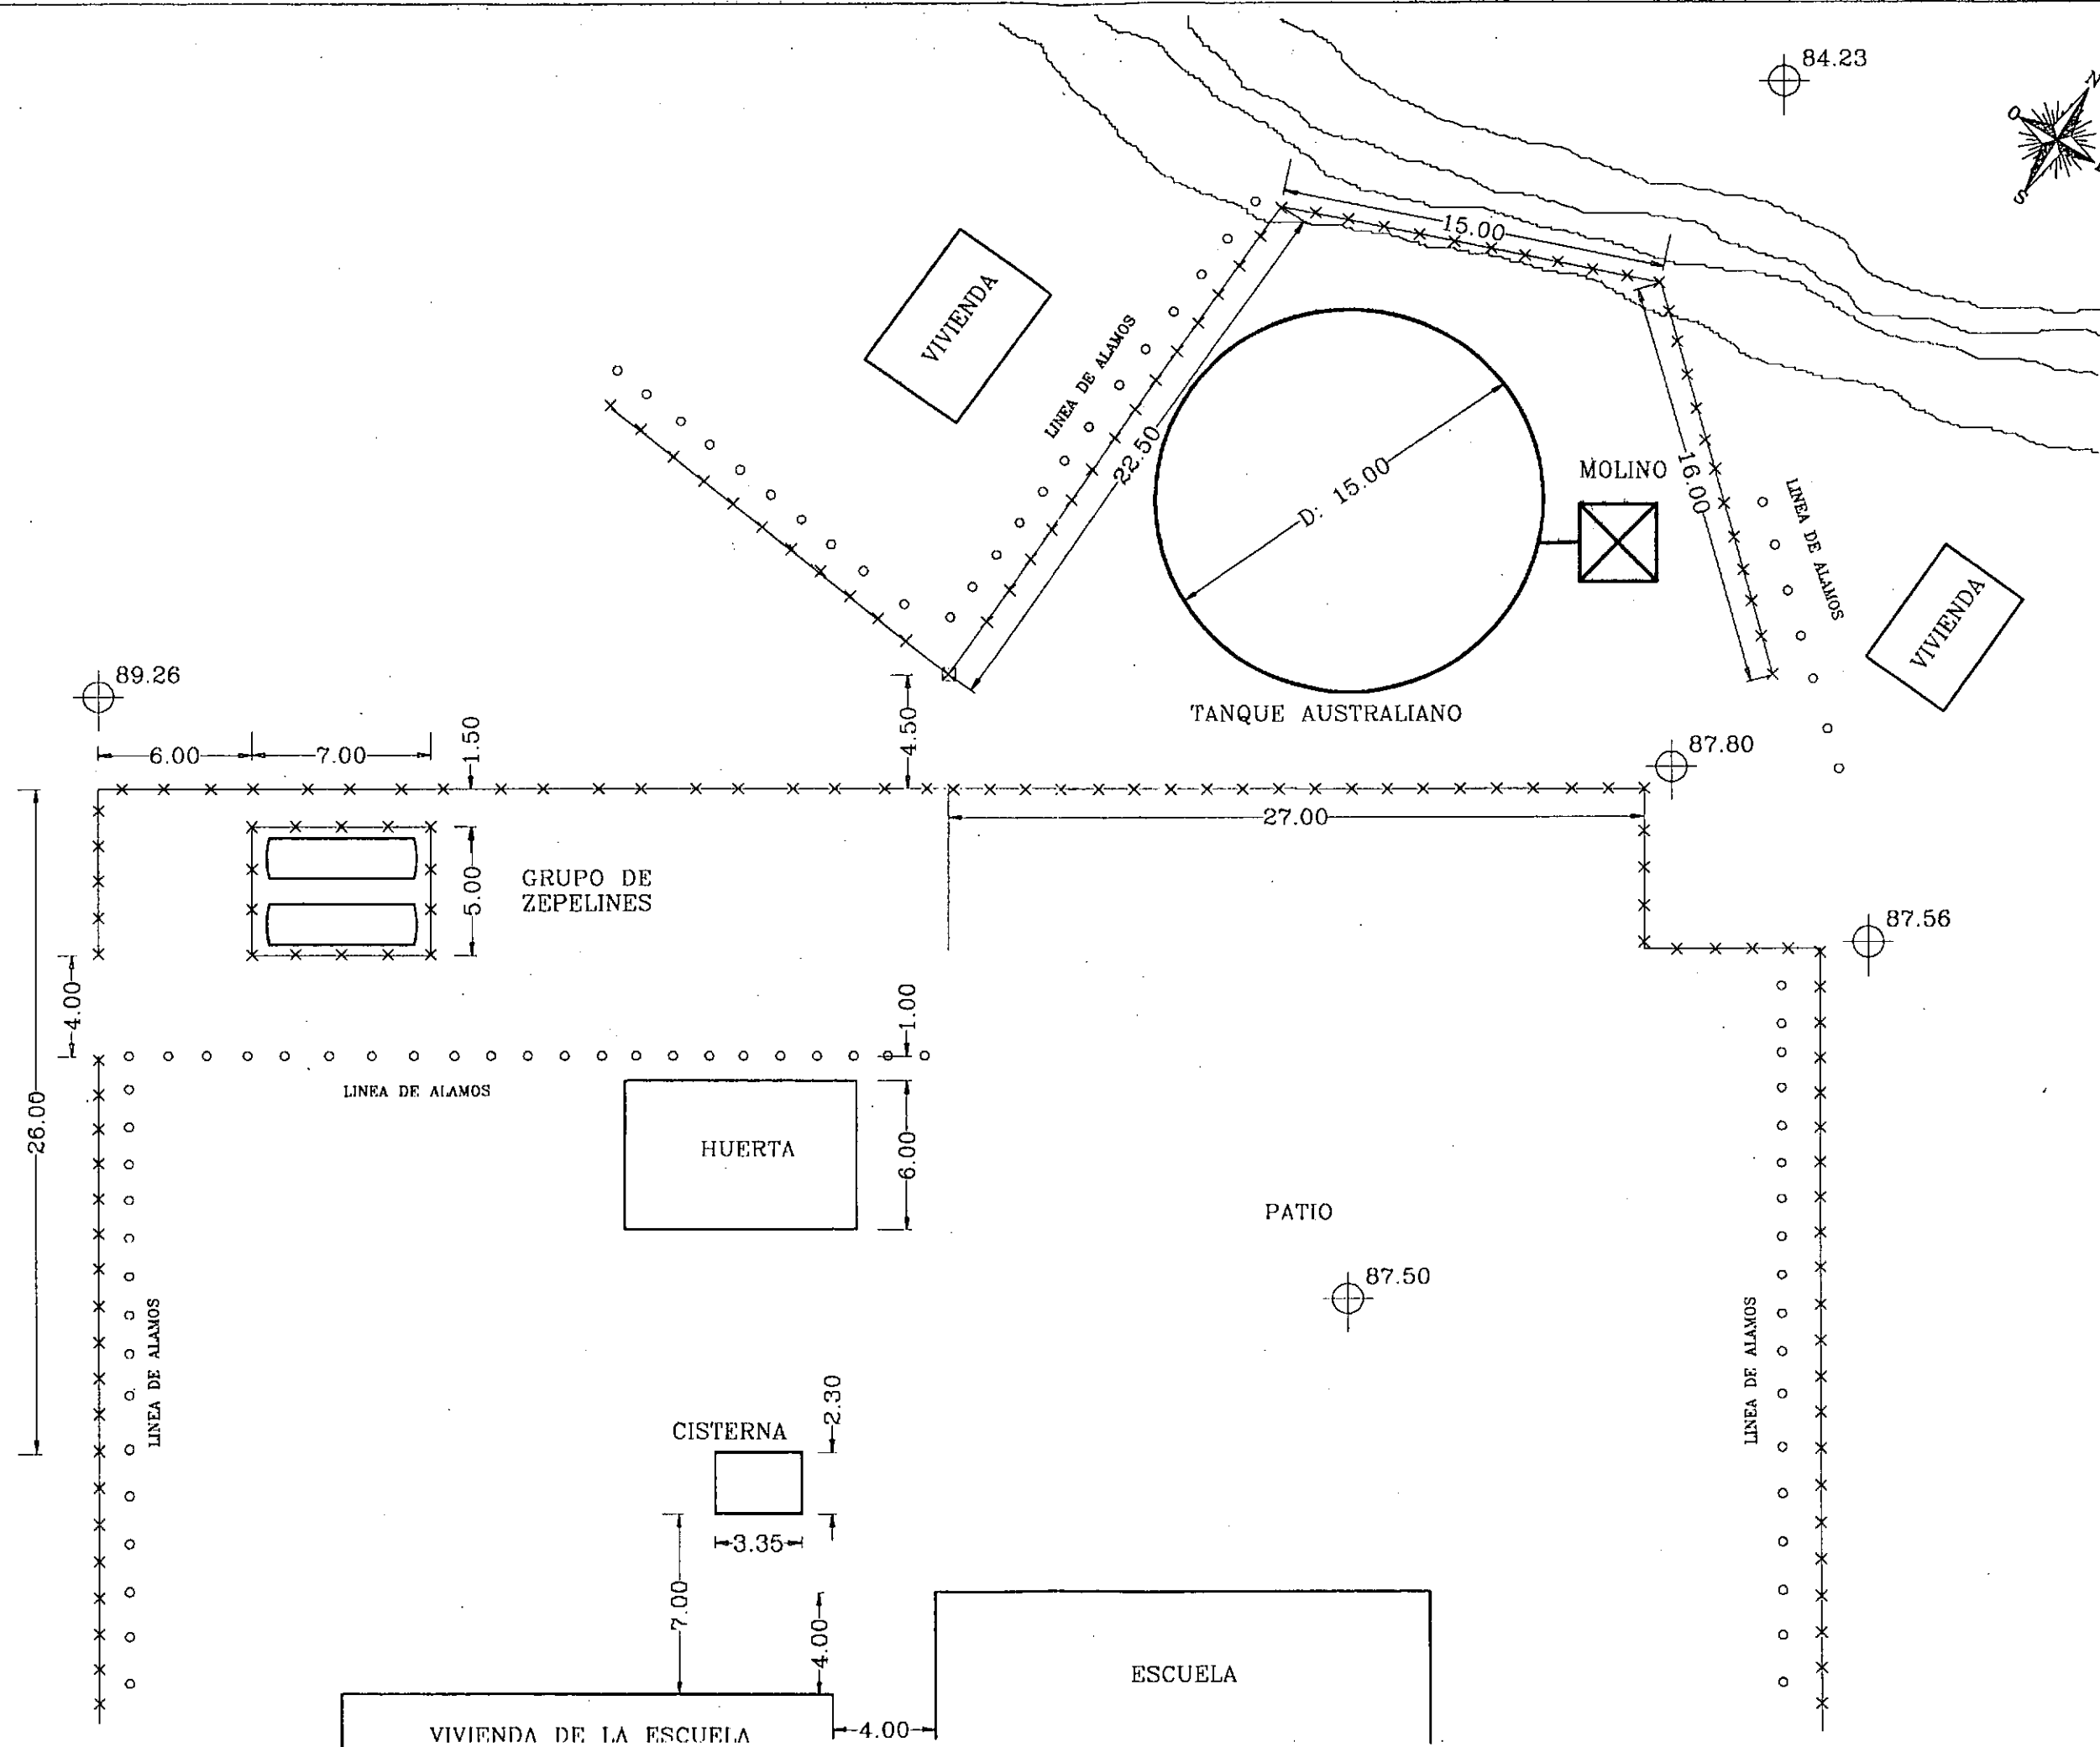 84.23
N
O
S
15.00
VIVIENDA
LINEA DE ALAMOS
22.50
D: 15.00
MOLINO
16.00
LINEA DE ALAMOS
VIVIENDA
TANQUE AUSTRALIANO
89.26
6.00
7.00
1.50
4.50
87.80
27.00
GRUPO DE
ZEPELINES
5.00
87.56
4.00
1.00
LINEA DE ALAMOS
26.00
HUERTA
6.00
PATIO
87.50
LINEA DE ALAMOS
LINEA DE ALAMOS
CISTERNA
2.30
3.35
7.00
4.00
ESCUELA
VIVIENDA DE LA ESCUELA
4.00